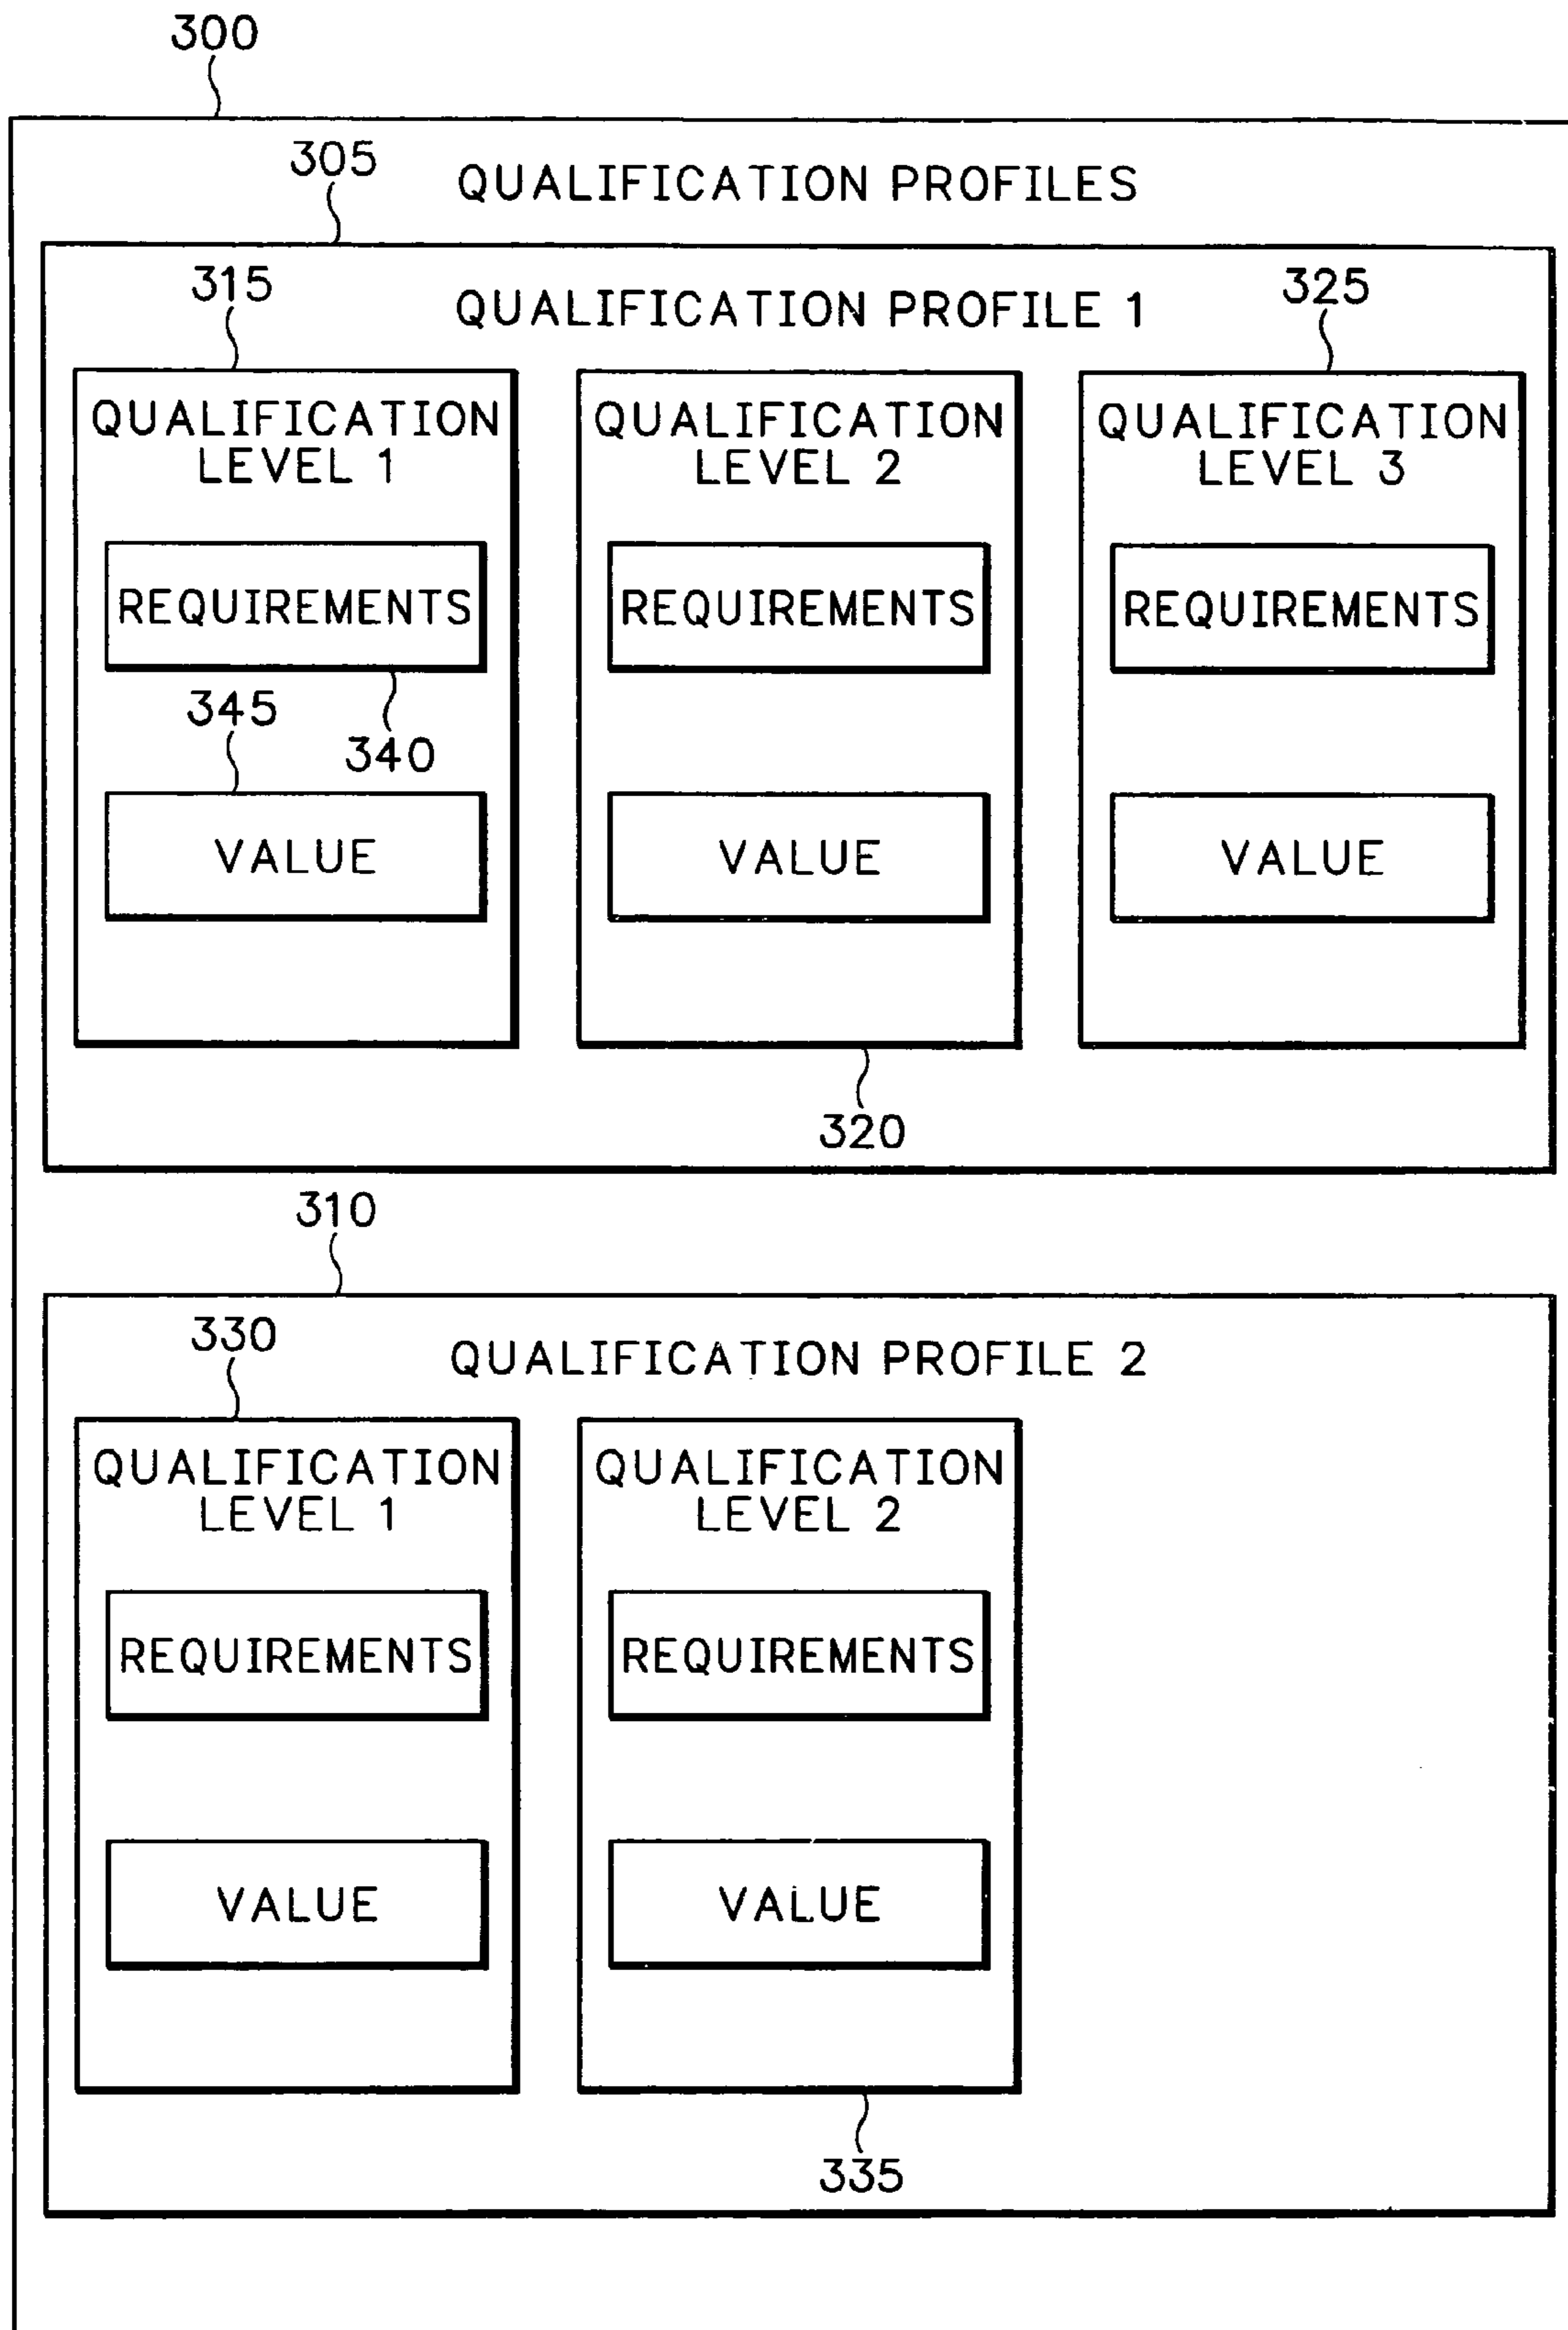 300
305
QUALIFICATION PROFILES
315
QUALIFICATION PROFILE 1
325
QUALIFICATION
LEVEL 1
QUALIFICATION
LEVEL 2
QUALIFICATION
LEVEL 3
REQUIREMENTS
REQUIREMENTS
REQUIREMENTS
345
340
VALUE
VALUE
VALUE
320
310
330
QUALIFICATION PROFILE 2
QUALIFICATION
LEVEL 1
QUALIFICATION
LEVEL 2
REQUIREMENTS
REQUIREMENTS
VALUE
VALUE
335